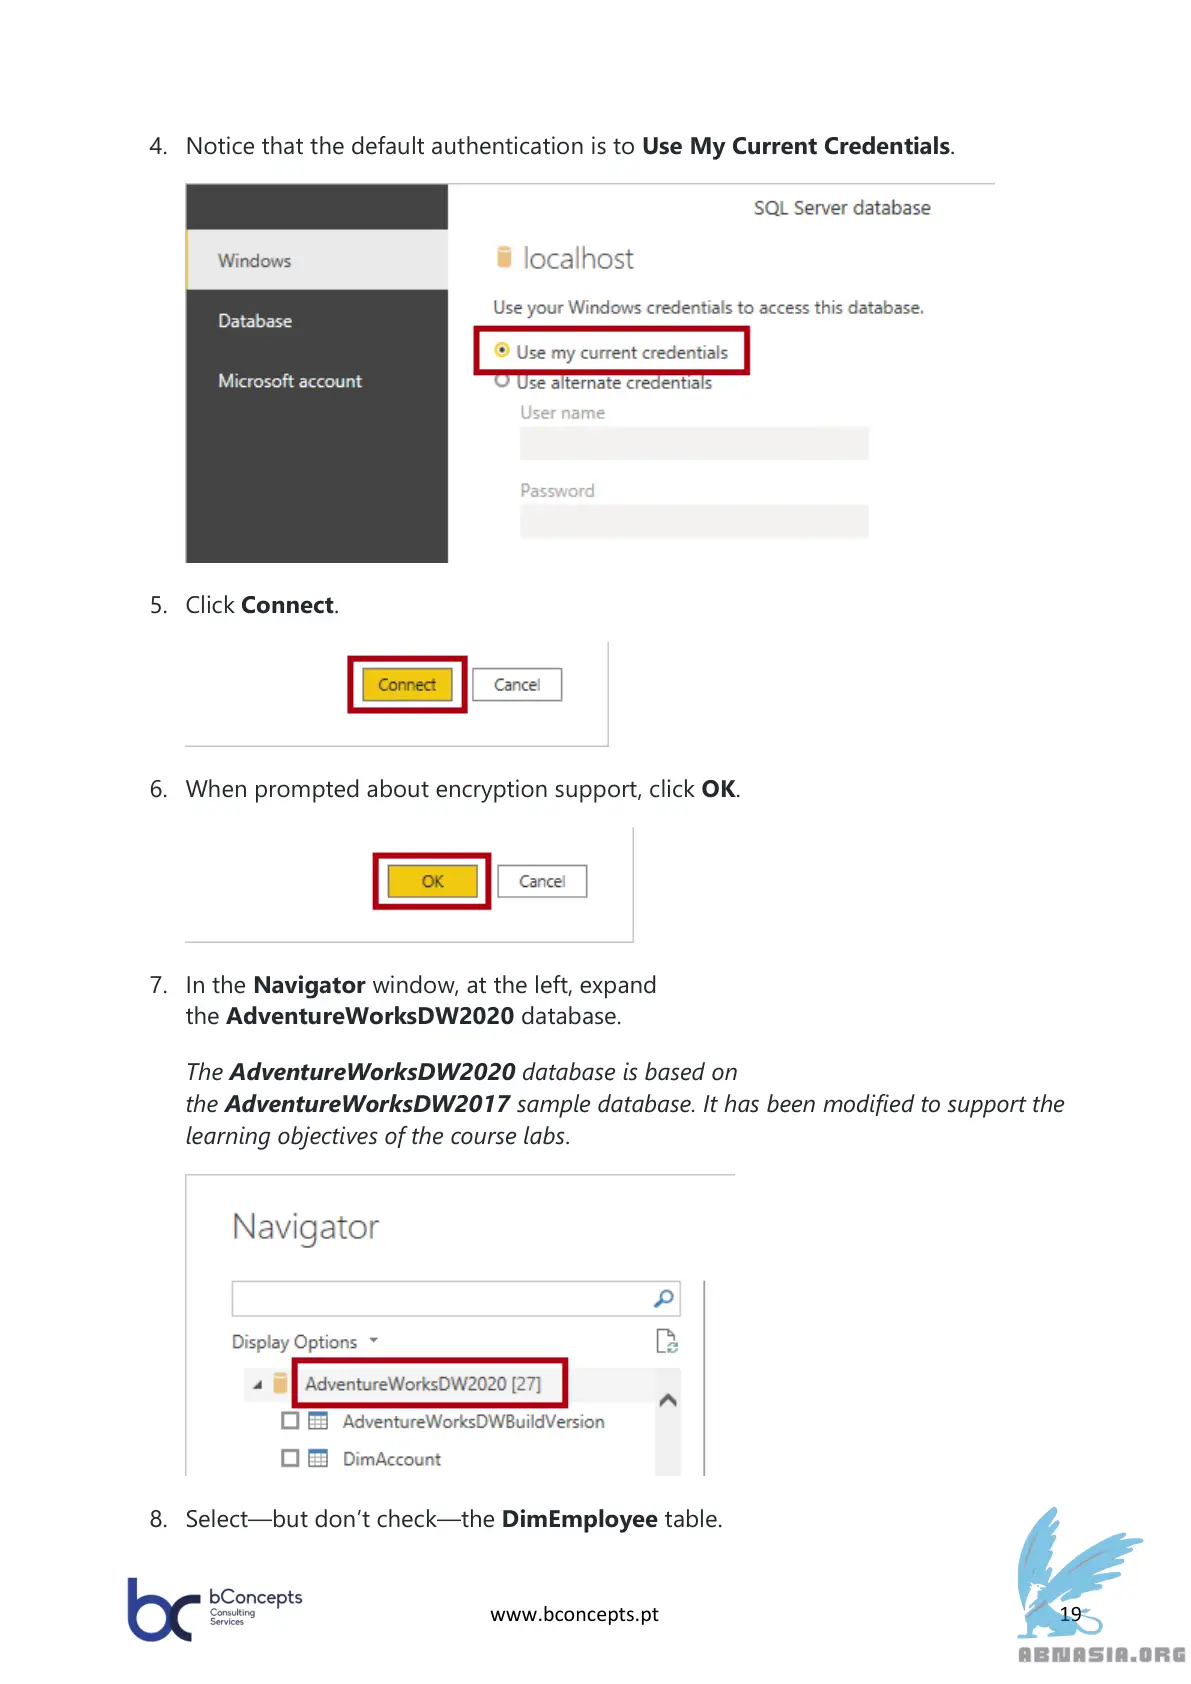 4. Notice that the default authentication is to Use My Current Credentials.
SQL Server database
Windows
Database
Microsoft account
localhost
Use your Windows credentials to access this database.
Use my current credentials
Use alternate credentials
User name
Password
5. Click Connect.
Connect Cancel
6. When prompted about encryption support, click OK.
OK Cancel
7. In the Navigator window, at the left, expand
the AdventureWorksDW2020 database.
The AdventureWorksDW2020 database is based on
the AdventureWorksDW2017 sample database. It has been modified to support the
learning objectives of the course labs.
Navigator
Display Options
AdventureWorksDW2020 [27]
AdventureWorksDWBuildVersion
DimAccount
8. Select—but don’t check—the DimEmployee table.
bc bConcepts
Consulting
Services
www.bconcepts.pt
19
ABNASIA.ORG